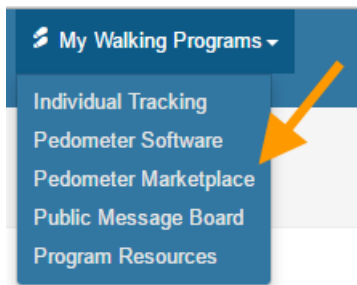 My Walking Programs
Individual Tracking
Pedometer Software
Pedometer Marketplace
Public Message Board
Program Resources